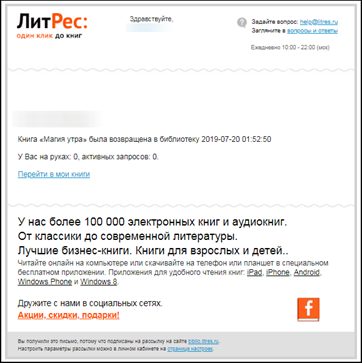 ЛитРес:
один клик до книг
Здравствуйте,
Задайте вопрос: help@litres.ru
Загляните в вопросы и ответы
Ежедневно 10:00 - 22:00 (мск)
Книга «Магия утра» была возвращена в библиотеку 2019-07-20 01:52:50
У Вас на руках: 0, активных запросов: 0.
Перейти в мои книги
У нас более 100 000 электронных книг и аудиокниг.
От классики до современной литературы.
Лучшие бизнес-книги. Книги для взрослых и детей..
Читайте онлайн на компьютере или скачивайте на телефон или планшет в специальном
бесплатном приложении. Приложения для удобного чтения книг: iPad, iPhone, Android,
Windows Phone и Windows 8.
Дружите с нами в социальных сетях.
Акции, скидки, подарки!
Вы получили это письмо, потому что подписаны на рассылку на сайте biblio.litres.ru.
Настроить параметры рассылки можно в личном кабинете на странице настроек.